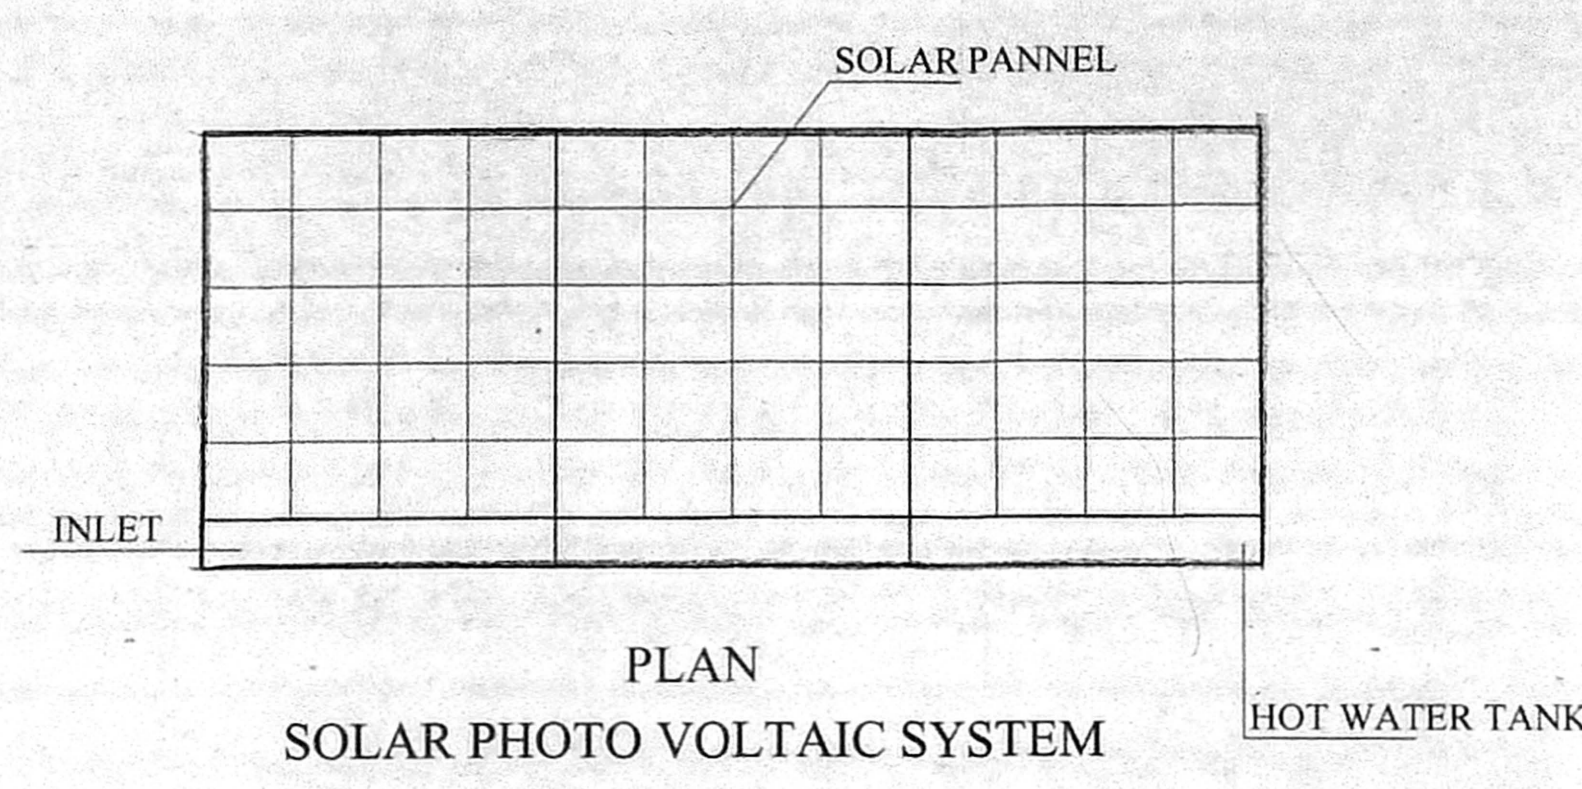 SOLAR PANNEL
INLET
PLAN
SOLAR PHOTO VOLTAIC SYSTEM
HOT WATER TANK